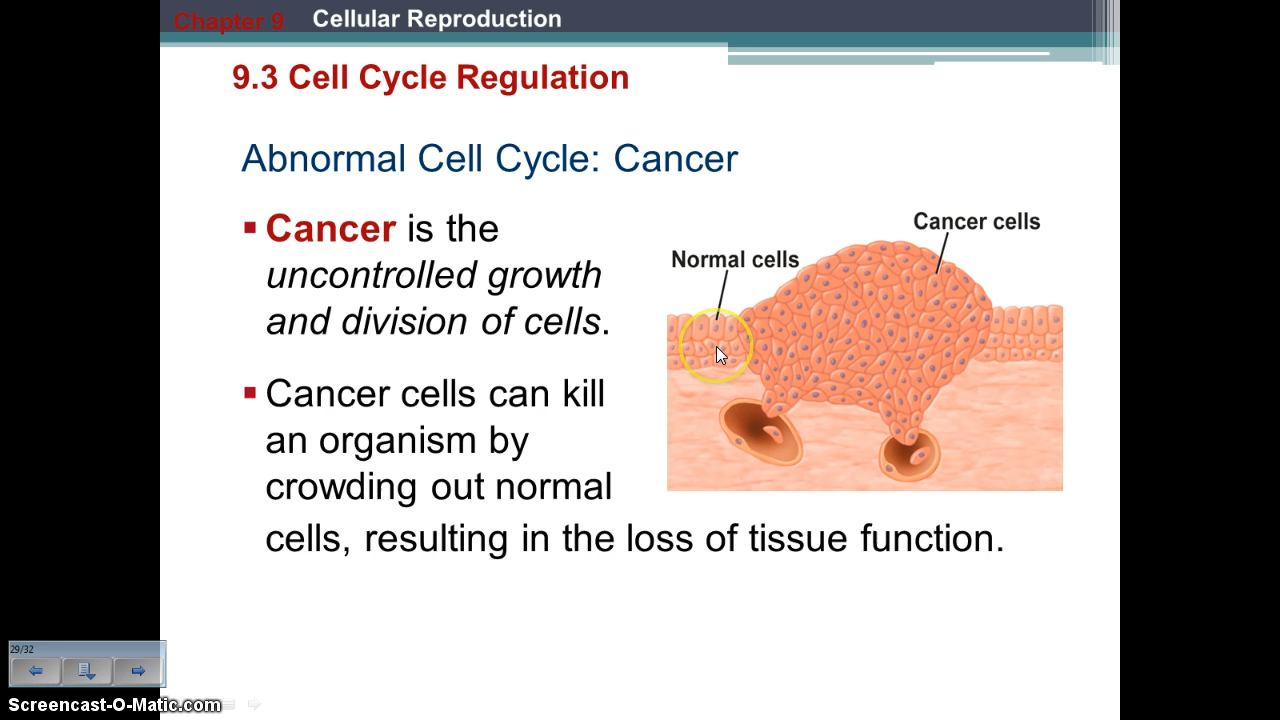 Chapter 9 Cellular Reproduction
9.3 Cell Cycle Regulation
Abnormal Cell Cycle: Cancer
Cancer is the
uncontrolled growth
and division of cells.
Cancer cells can kill
an organism by
crowding out normal
cells, resulting in the loss of tissue function.
Cancer cells
Normal cells
29/32
Screencast-O-Matic.com